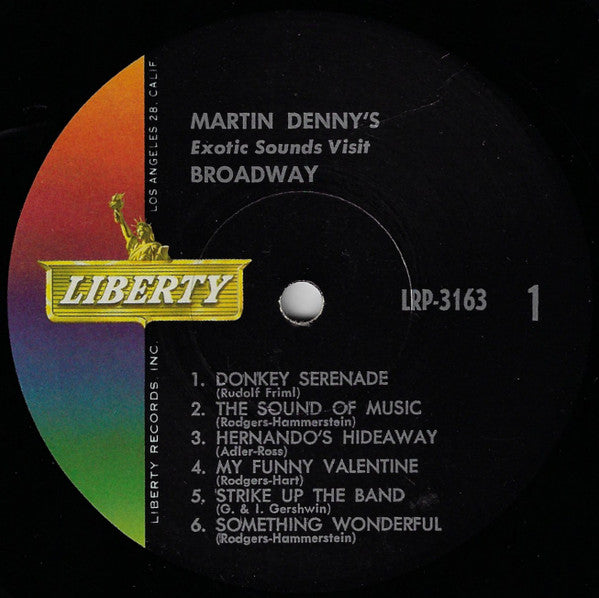 MARTIN DENNY'S
Exotic Sounds Visit
BROADWAY
LIBERTY
LRP-3163 1
1. DONKEY SERENADE
(Rudolf Friml)
2. THE SOUND OF MUSIC
(Rodgers-Hammerstein)
3. HERNANDO'S HIDEAWAY
(Adler-Ross)
4. MY FUNNY VALENTINE
(Rodgers-Hart)
5. STRIKE UP THE BAND
(G. & I. Gershwin)
6. SOMETHING WONDERFUL
(Rodgers-Hammerstein)
LIBERTY RECORDS, INC.
LOS ANGELES 28, CALIF